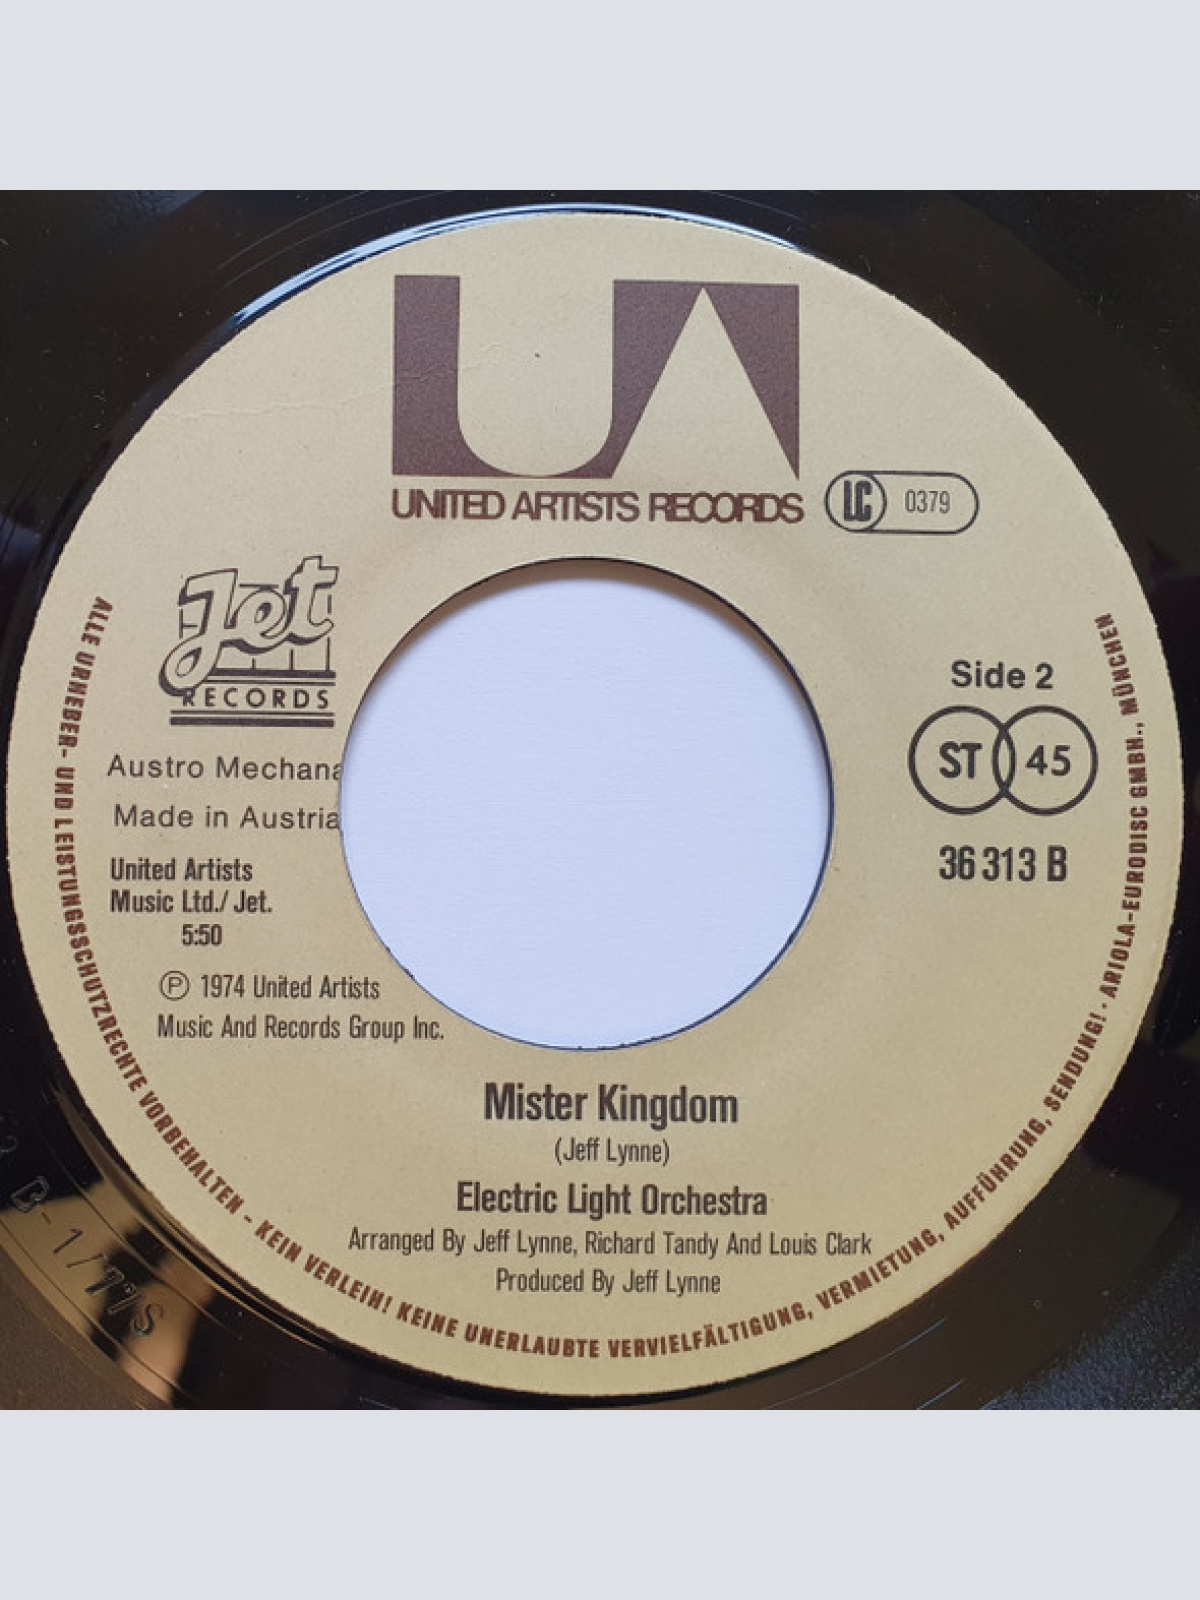 UNITED ARTISTS RECORDS
LC 0379
Jet
RECORDS
Austro Mechana
Made in Austria
United Artists
Music Ltd./ Jet.
5:50
Ⓟ 1974 United Artists
Music And Records Group Inc.
Side 2
ST 45
36 313 B
Mister Kingdom
(Jeff Lynne)
Electric Light Orchestra
Arranged By Jeff Lynne, Richard Tandy And Louis Clark
Produced By Jeff Lynne
ALLE URHEBER- UND LEISTUNGSSCHUTZRECHTE VORBEHALTEN - KEIN VERLEIH! KEINE UNERLAUBTE VERVIELFÄLTIGUNG, VERMIETUNG, AUFFÜHRUNG, SENDUNG! · ARIOLA-EURODISC GMBH., MÜNCHEN